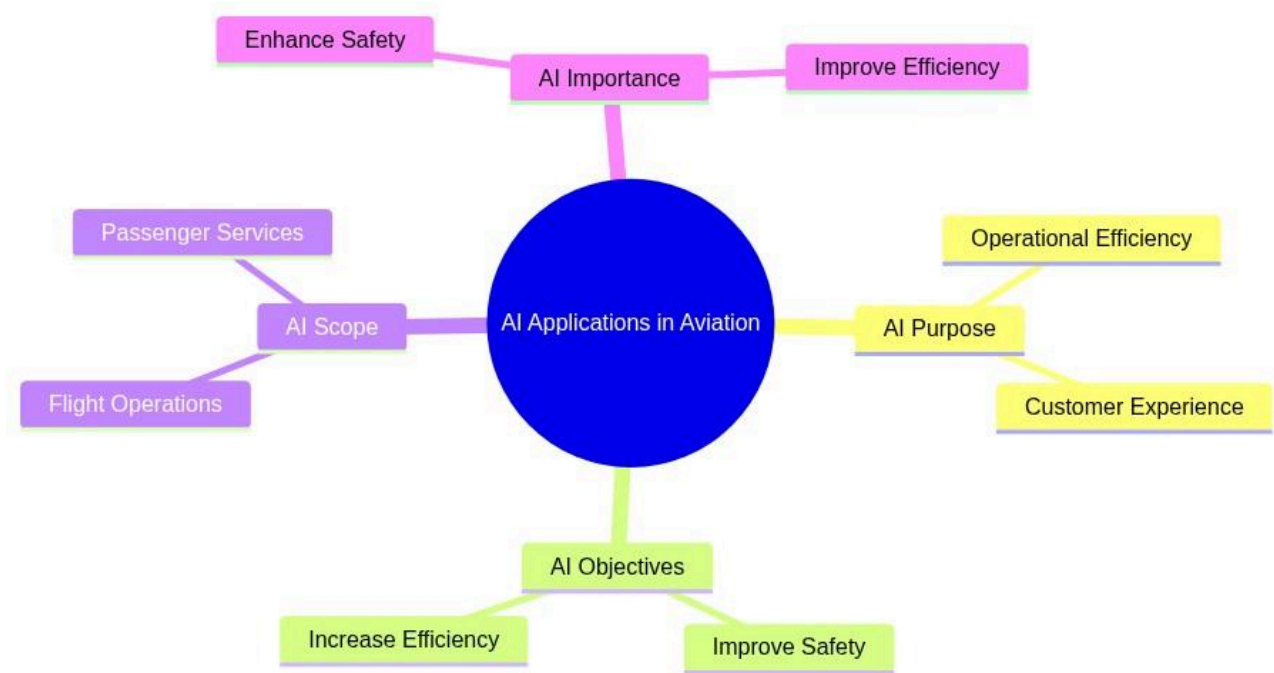 Enhance Safety
AI Importance
Improve Efficiency
Passenger Services
Operational Efficiency
AI Scope
AI Applications in Aviation
AI Purpose
Flight Operations
Customer Experience
AI Objectives
Increase Efficiency
Improve Safety